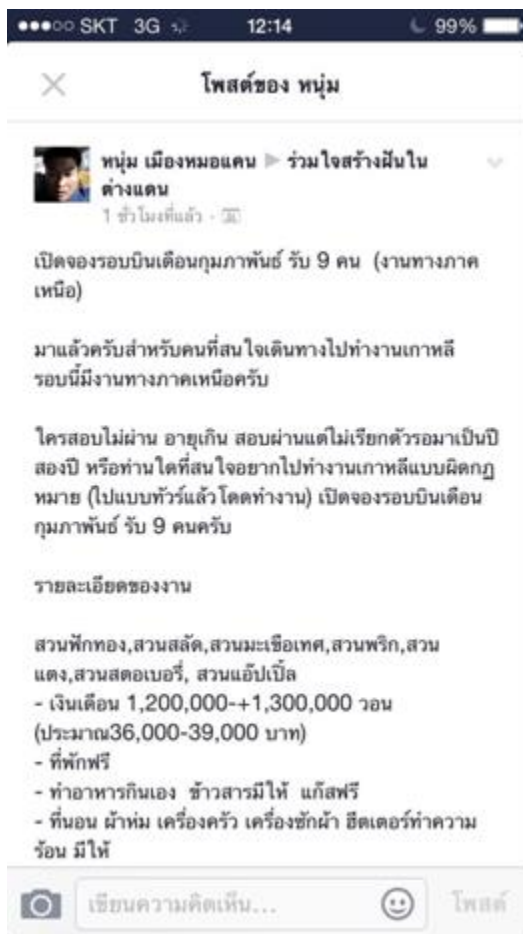 SKT 3G 12:14 99%
โพสต์ของ หนุ่ม
หนุ่ม เมืองหมอแคน ▶ ร่วมใจสร้างฝันใน
ต่างแดน
1 ชั่วโมงที่แล้ว ·
เปิดจองรอบบินเดือนกุมภาพันธ์ รับ 9 คน (งานทางภาค
เหนือ)
มาแล้วครับสำหรับคนที่สนใจเดินทางไปทำงานเกาหลี
รอบนี้มีงานทางภาคเหนือครับ
ใครสอบไม่ผ่าน อายุเกิน สอบผ่านแต่ไม่เรียกตัวรอมาเป็นปี
สองปี หรือท่านใดที่สนใจอยากไปทำงานเกาหลีแบบผิดกฎ
หมาย (ไปแบบทัวร์แล้วโดดทำงาน) เปิดจองรอบบินเดือน
กุมภาพันธ์ รับ 9 คนครับ
รายละเอียดของงาน
สวนฟักทอง,สวนสลัด,สวนมะเขือเทศ,สวนพริก,สวน
แตง,สวนสตอเบอรี่, สวนแอ๊ปเปิ้ล
- เงินเดือน 1,200,000-+1,300,000 วอน
(ประมาณ36,000-39,000 บาท)
- ที่พักฟรี
- ทำอาหารกินเอง ข้าวสารมีให้ แก๊สฟรี
- ที่นอน ผ้าห่ม เครื่องครัว เครื่องซักผ้า ฮีตเตอร์ทำความ
ร้อน มีให้
เขียนความคิดเห็น... โพสต์